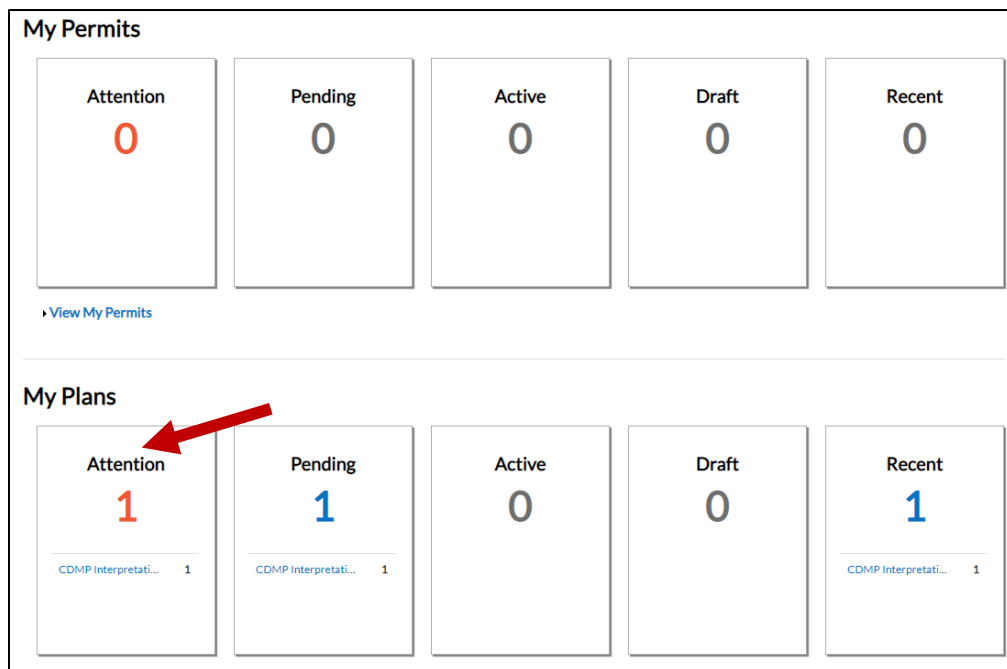 My Permits
Attention Pending Active Draft Recent
0 0 0 0 0
View My Permits
My Plans
Attention Pending Active Draft Recent
1 1 0 0 1
CDMP Interpretati... 1 CDMP Interpretati... 1 CDMP Interpretati... 1